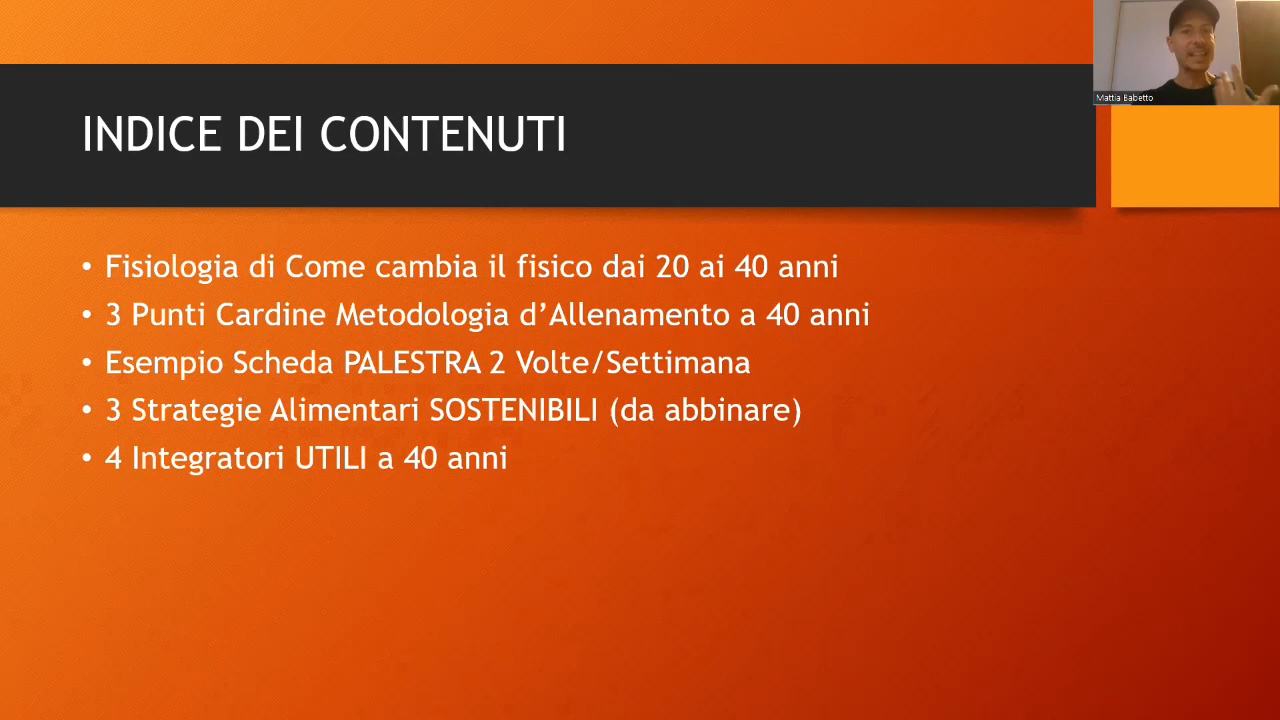 Mattia Babetto
INDICE DEI CONTENUTI
• Fisiologia di Come cambia il fisico dai 20 ai 40 anni
• 3 Punti Cardine Metodologia d’Allenamento a 40 anni
• Esempio Scheda PALESTRA 2 Volte/Settimana
• 3 Strategie Alimentari SOSTENIBILI (da abbinare)
• 4 Integratori UTILI a 40 anni